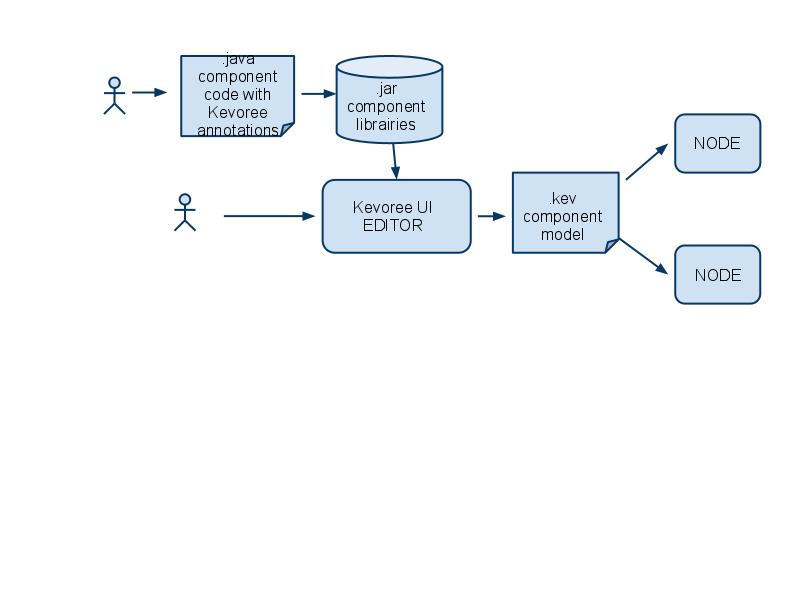 .java
component
code with
Kevoree
annotations
.jar
component
librairies
Kevoree UI
EDITOR
.kev
component
model
NODE
NODE